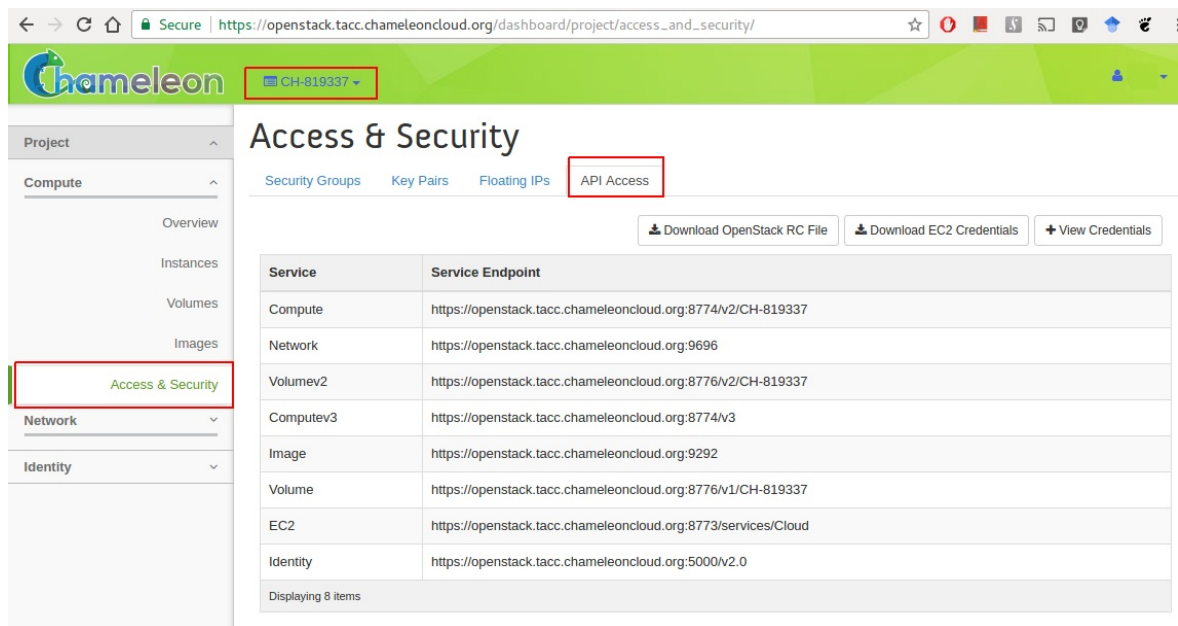 Secure | https://openstack.tacc.chameleoncloud.org/dashboard/project/access_and_security/
Chameleon
CH-819337
Project
Compute
Overview
Instances
Volumes
Images
Access & Security
Network
Identity
Access & Security
Security Groups Key Pairs Floating IPs API Access
Download OpenStack RC File Download EC2 Credentials + View Credentials
Service Service Endpoint
Compute https://openstack.tacc.chameleoncloud.org:8774/v2/CH-819337
Network https://openstack.tacc.chameleoncloud.org:9696
Volumev2 https://openstack.tacc.chameleoncloud.org:8776/v2/CH-819337
Computev3 https://openstack.tacc.chameleoncloud.org:8774/v3
Image https://openstack.tacc.chameleoncloud.org:9292
Volume https://openstack.tacc.chameleoncloud.org:8776/v1/CH-819337
EC2 https://openstack.tacc.chameleoncloud.org:8773/services/Cloud
Identity https://openstack.tacc.chameleoncloud.org:5000/v2.0
Displaying 8 items